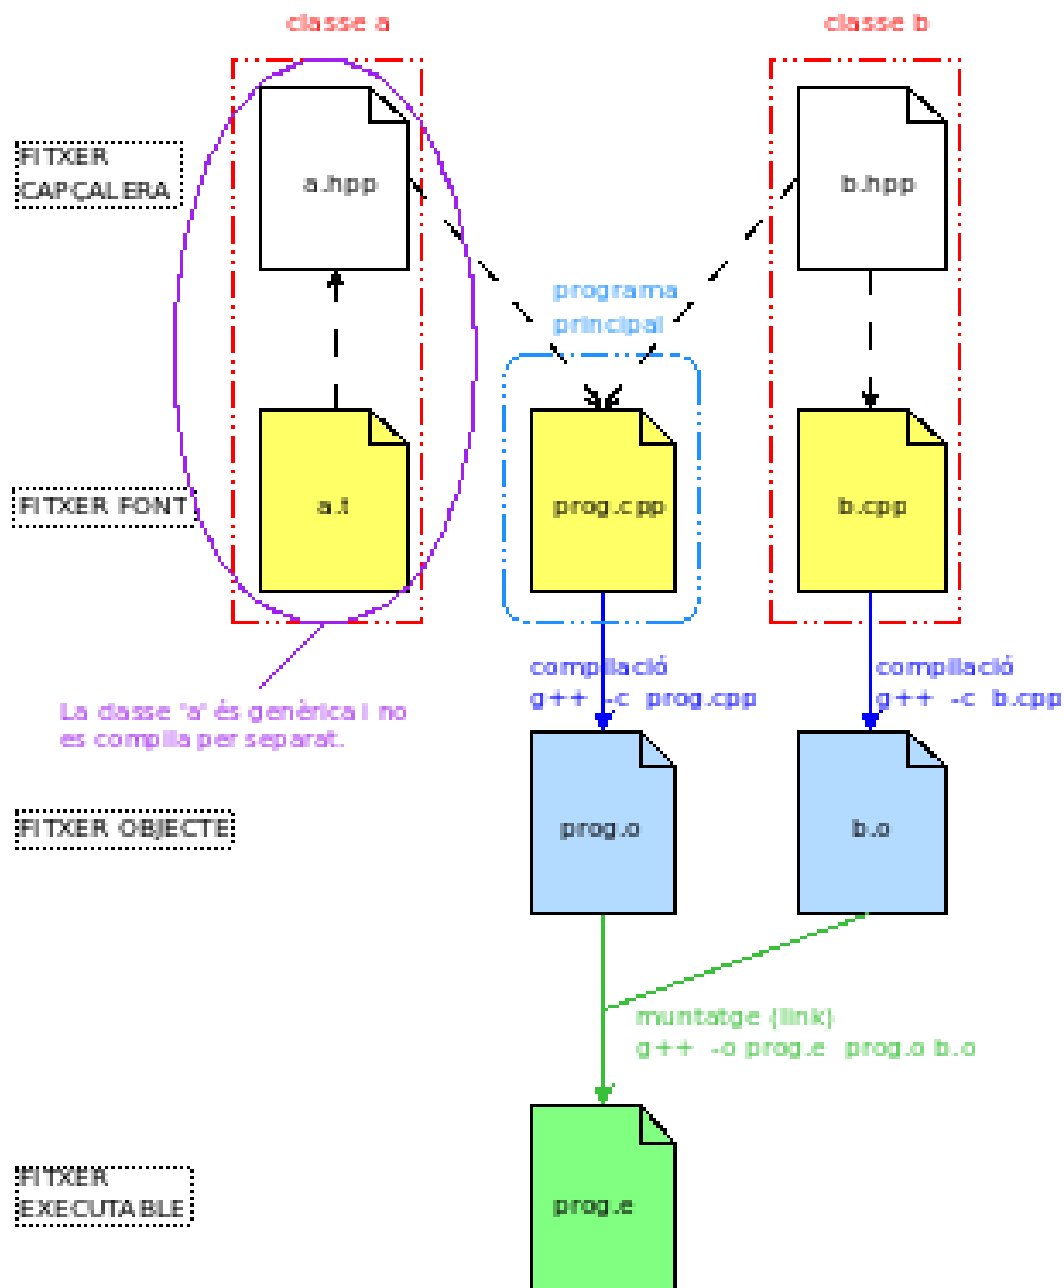 classe a
classe b
FITXER
CAPÇALERA
a.hpp
b.hpp
programa
principal
FITXER FONT
a.t
prog.cpp
b.cpp
compilació
g++ -c prog.cpp
compilació
g++ -c b.cpp
La classe "a" és genèrica i no
es compila per separat.
FITXER OBJECTE
prog.o
b.o
muntatge (link)
g++ -o prog.e prog.o b.o
FITXER
EXECUTABLE
prog.e